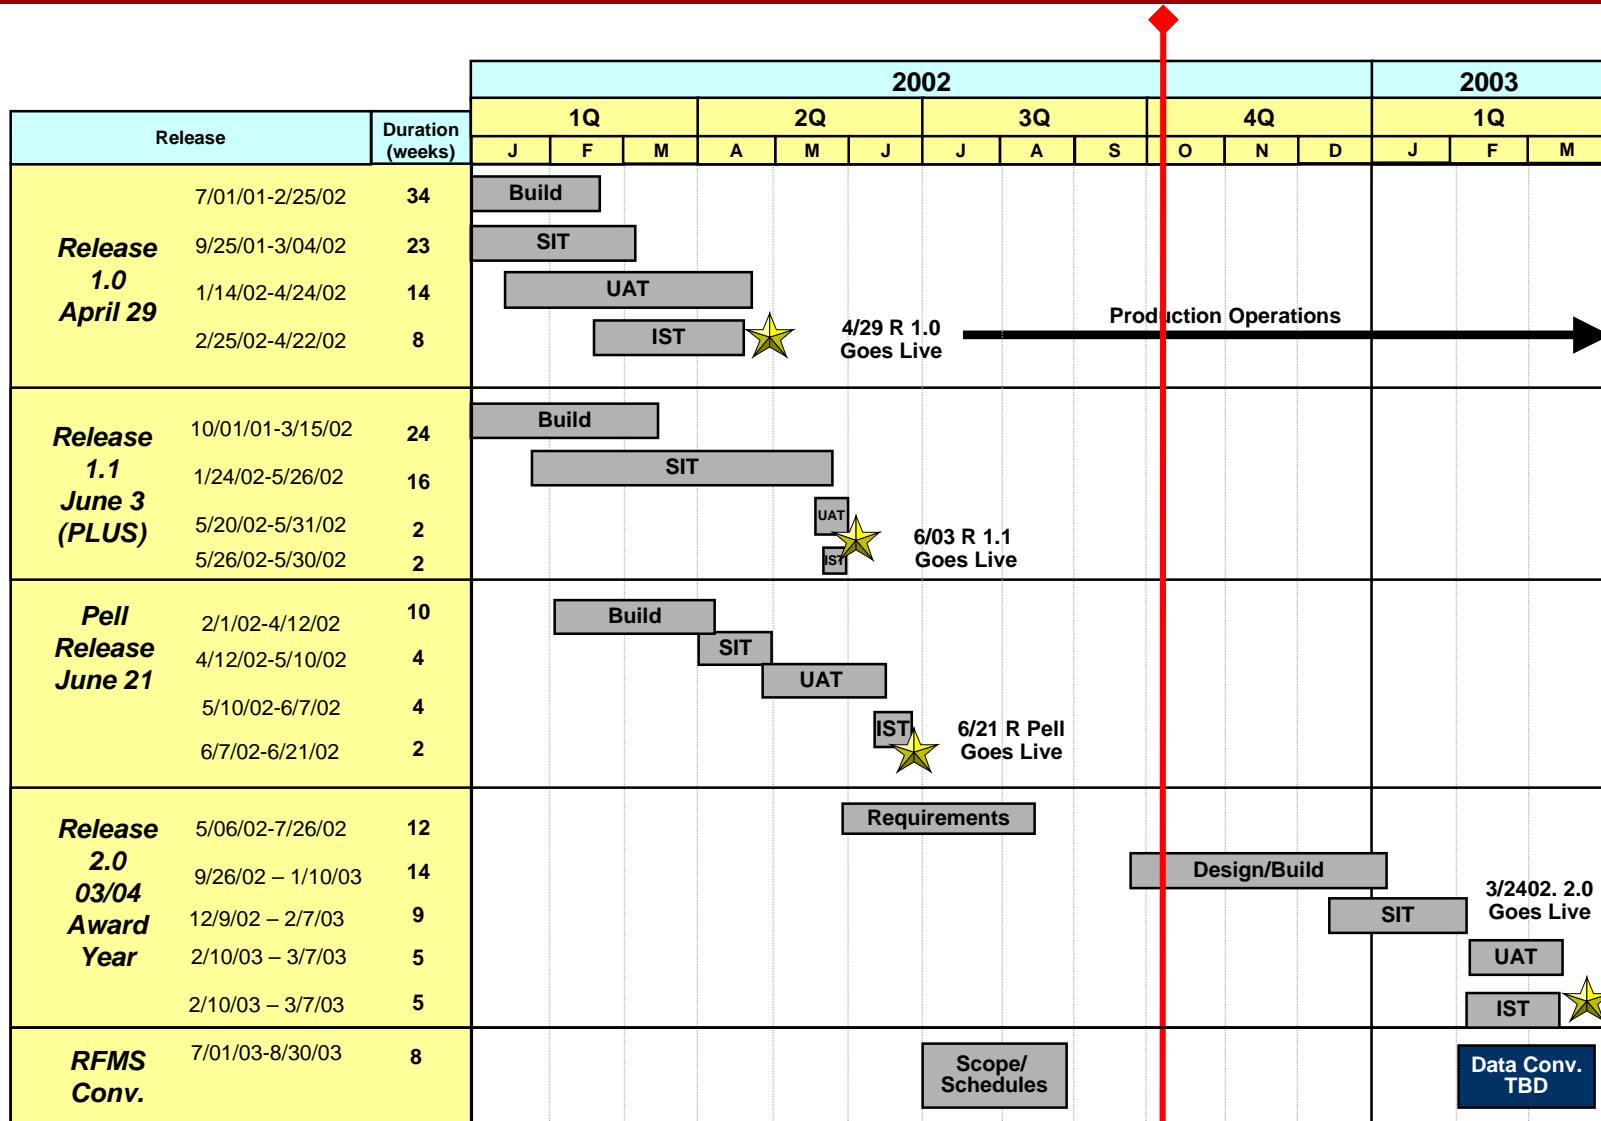 2002
2003
1Q
2Q
3Q
4Q
1Q
Release
Duration
(weeks)
J F M A M J J A S O N D J F M
Release
1.0
April 29
7/01/01-2/25/02
34
Build
9/25/01-3/04/02
23
SIT
1/14/02-4/24/02
14
UAT
2/25/02-4/22/02
8
IST
4/29 R 1.0
Goes Live
Production Operations
Release
1.1
June 3
(PLUS)
10/01/01-3/15/02
24
Build
1/24/02-5/26/02
16
SIT
5/20/02-5/31/02
2
UAT
5/26/02-5/30/02
2
IST
6/03 R 1.1
Goes Live
Pell
Release
June 21
2/1/02-4/12/02
10
Build
4/12/02-5/10/02
4
SIT
5/10/02-6/7/02
4
UAT
6/7/02-6/21/02
2
IST
6/21 R Pell
Goes Live
Release
2.0
03/04
Award
Year
5/06/02-7/26/02
12
Requirements
9/26/02 – 1/10/03
14
Design/Build
12/9/02 – 2/7/03
9
SIT
2/10/03 – 3/7/03
5
UAT
2/10/03 – 3/7/03
5
IST
3/2402. 2.0
Goes Live
RFMS
Conv.
7/01/03-8/30/03
8
Scope/
Schedules
Data Conv.
TBD